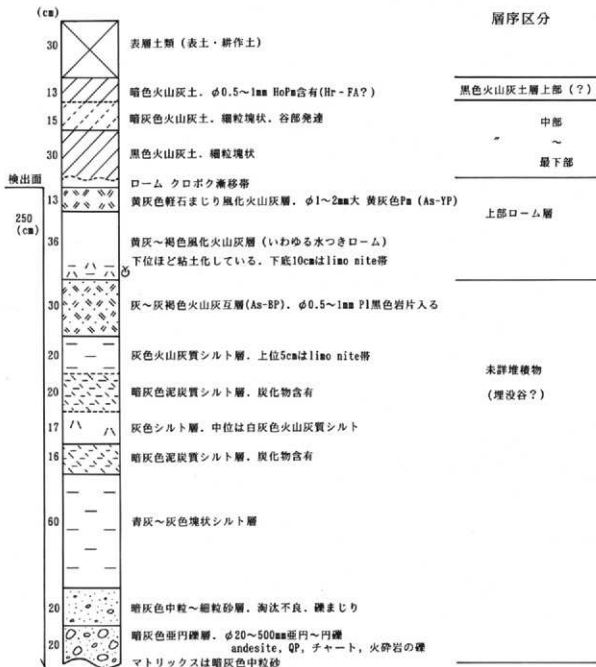 (cm)
層序区分
30 表層土類(表土・耕作土)
13 暗色火山灰土. φ0.5〜1mm HoPm含有(Hr-FA?) 黒色火山灰土層上部(?)
15 暗灰色火山灰土. 細粒塊状. 谷部発達 中部
〃 〜
30 黒色火山灰土. 細粒塊状 最下部
検出面 ローム クロボク漸移帯
13 黄灰色軽石まじり風化火山灰層. φ1〜2mm大 黄灰色Pm (As-YP)
上部ローム層
250
(cm)
36 黄灰〜褐色風化火山灰層(いわゆる水つきローム)
下位ほど粘土化している. 下底10cmはlimo nite帯
30 灰〜灰褐色火山灰互層(As-BP). φ0.5〜1mm Pl黒色岩片入る
20 灰色火山灰質シルト層. 上位5cmはlimo nite帯
未詳堆積物
20 暗灰色泥炭質シルト層. 炭化物含有 (埋没谷?)
17 灰色シルト層. 中位は白灰色火山灰質シルト
16 暗灰色泥炭質シルト層. 炭化物含有
60 青灰〜灰色塊状シルト層
20 暗灰色中粒〜細粒砂層. 淘汰不良. 礫まじり
20 暗灰色亜円礫層. φ20〜500mm亜円〜円礫
andesite, QP, チャート, 火砕岩の礫
マトリックスは暗灰色中粒砂